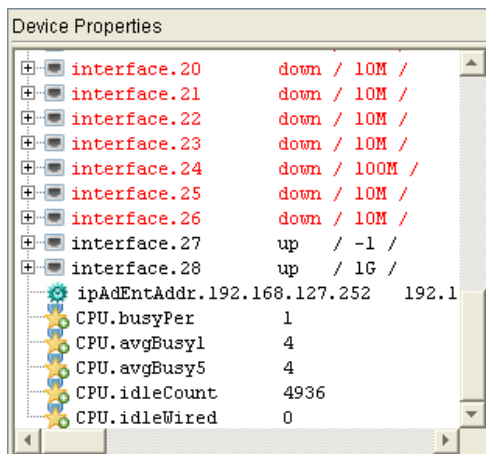 Device Properties
interface.20 down / 10M /
interface.21 down / 10M /
interface.22 down / 10M /
interface.23 down / 10M /
interface.24 down / 100M /
interface.25 down / 10M /
interface.26 down / 10M /
interface.27 up / -1 /
interface.28 up / 1G /
ipAdEntAddr.192.168.127.252 192.1
CPU.busyPer 1
CPU.avgBusy1 4
CPU.avgBusy5 4
CPU.idleCount 4936
CPU.idleWired 0